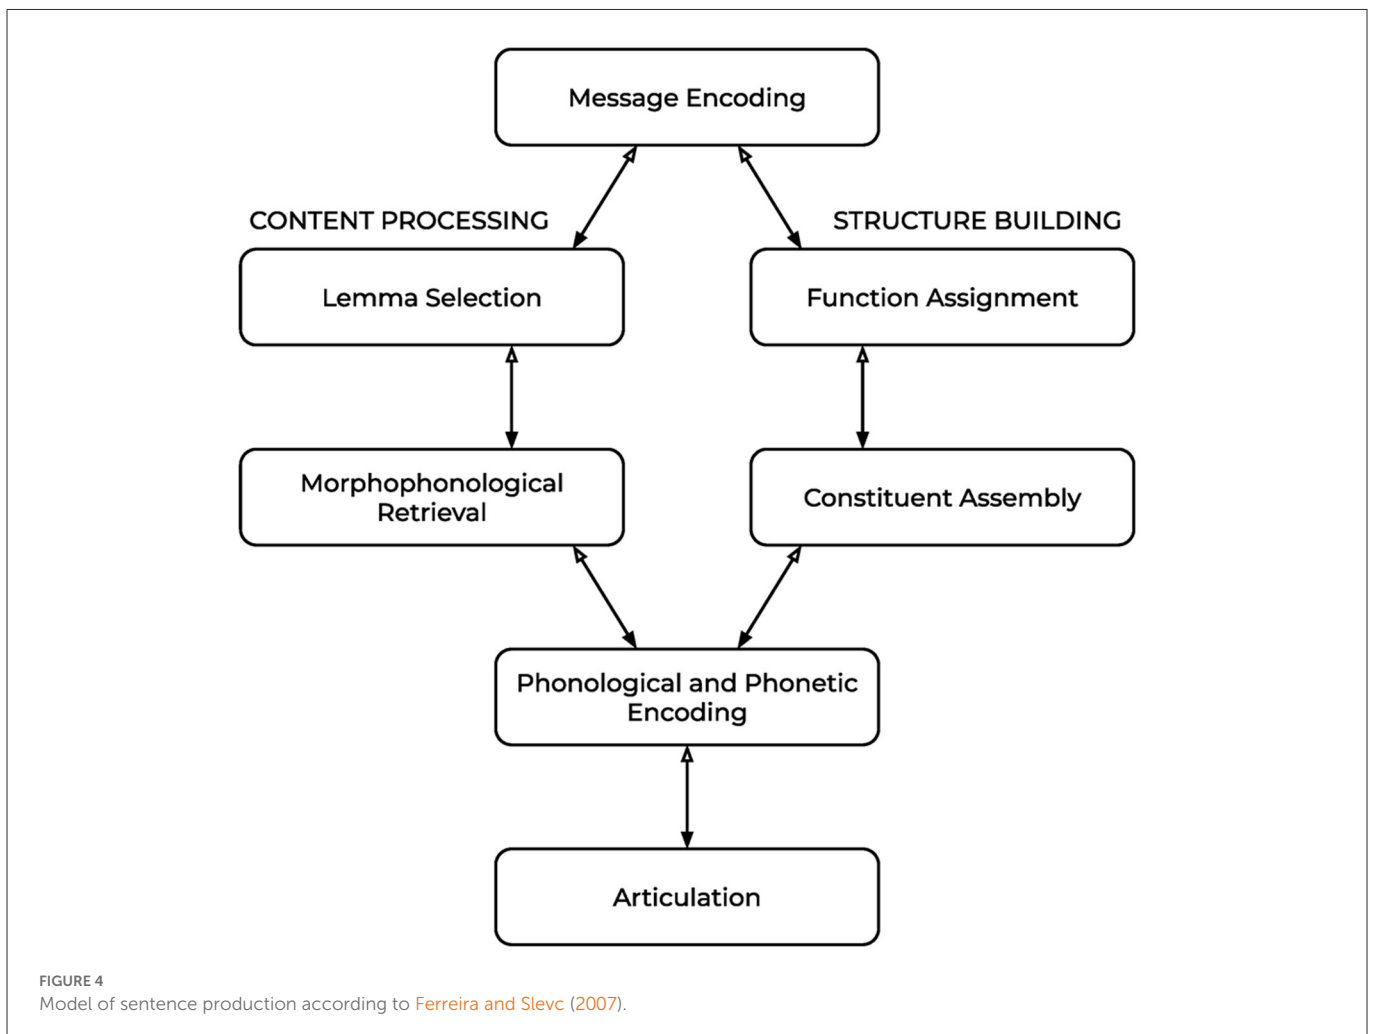 Message Encoding
CONTENT PROCESSING
STRUCTURE BUILDING
Lemma Selection
Function Assignment
Morphophonological
Retrieval
Constituent Assembly
Phonological and Phonetic
Encoding
Articulation
FIGURE 4
Model of sentence production according to Ferreira and Slevc (2007).